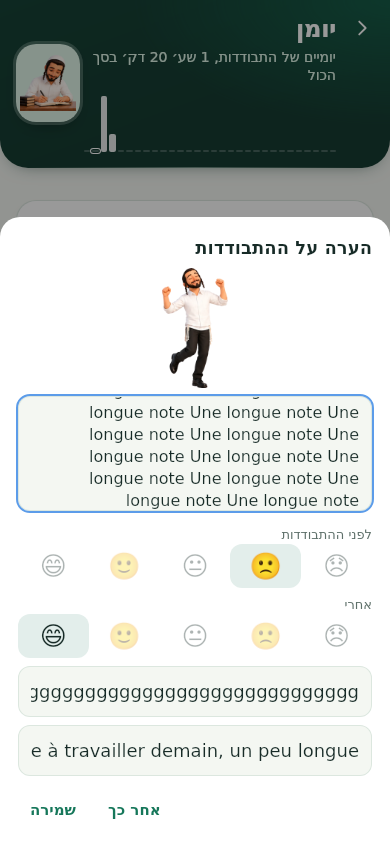 יומן
יומיים של התבודדות, 1 שע׳ 20 דק׳ בסך
הכול
הערה על ההתבודדות
longue note Une longue note Une
longue note Une longue note Une
longue note Une longue note Une
longue note Une longue note Une
longue note Une longue note
לפני ההתבודדות
אחרי
gggggggggggggggggggggggggggggg
e à travailler demain, un peu longue
אחר כך
שמירה